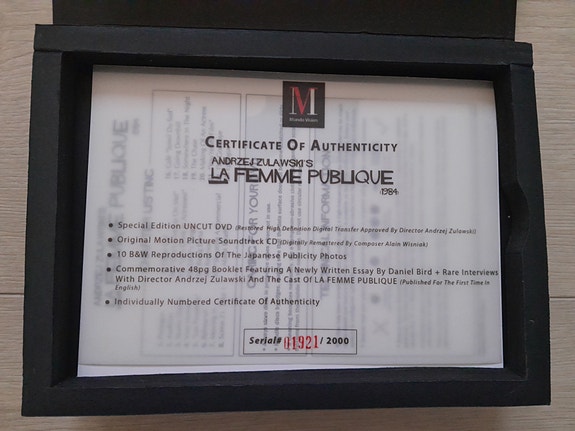 M
Mondo Vision
CERTIFICATE OF AUTHENTICITY
ANDRZEJ ZULAWSKI'S
LA FEMME PUBLIQUE
(1984)
• Special Edition UNCUT DVD (Restored High Definition Digital Transfer Approved By Director Andrzej Zulawski)
• Original Motion Picture Soundtrack CD (Digitally Remastered By Composer Alain Wisniak)
• 10 B&W Reproductions Of The Japanese Publicity Photos
• Commemorative 48pg Booklet Featuring A Newly Written Essay By Daniel Bird + Rare Interviews
With Director Andrzej Zulawski And The Cast Of LA FEMME PUBLIQUE (Published For The First Time In
English)
• Individually Numbered Certificate Of Authenticity
Serial# 01921 / 2000